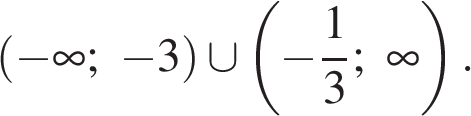 (−∞; −3) ∪ (−1/3; ∞).